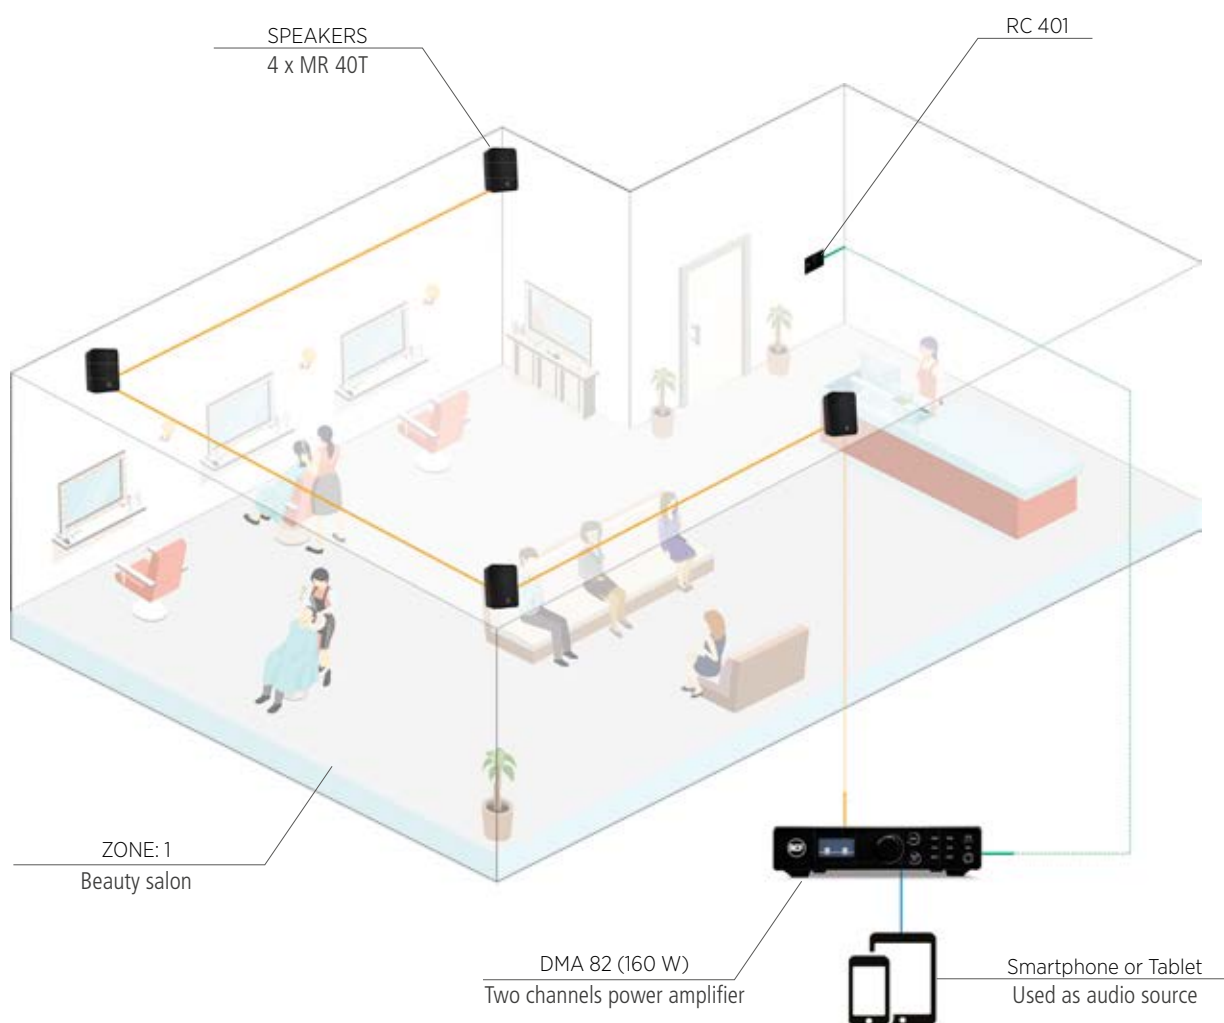 SPEAKERS
4 x MR 40T
RC 401
ZONE: 1
Beauty salon
RCF
DMA 82 (160 W)
Two channels power amplifier
Smartphone or Tablet
Used as audio source